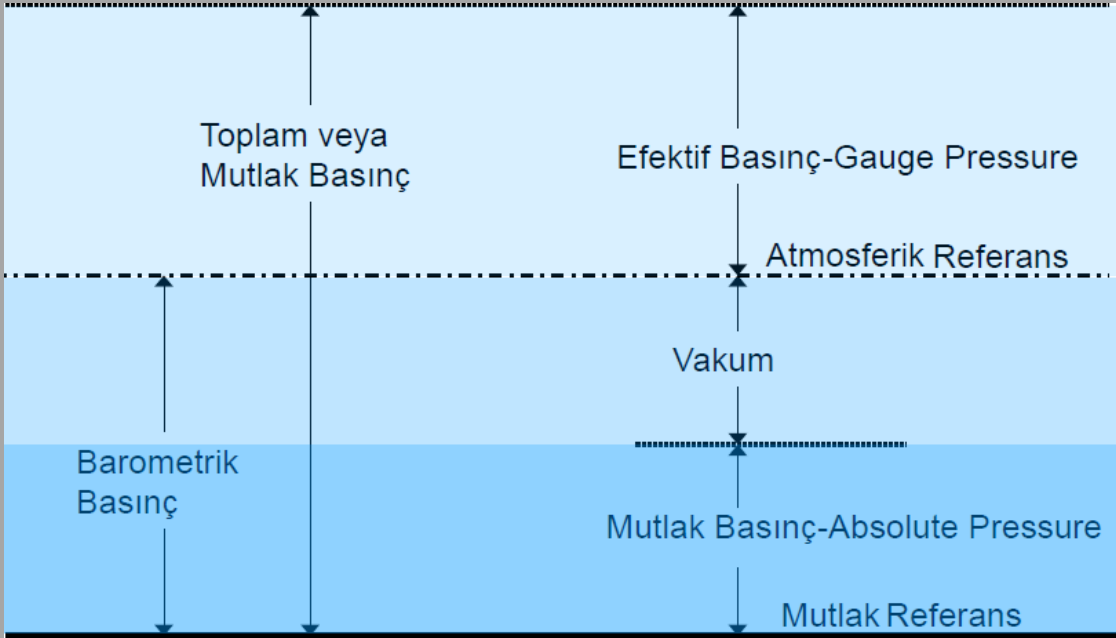 Toplam veya
Mutlak Basınç
Efektif Basınç-Gauge Pressure
Atmosferik Referans
Vakum
Barometrik
Basınç
Mutlak Basınç-Absolute Pressure
Mutlak Referans